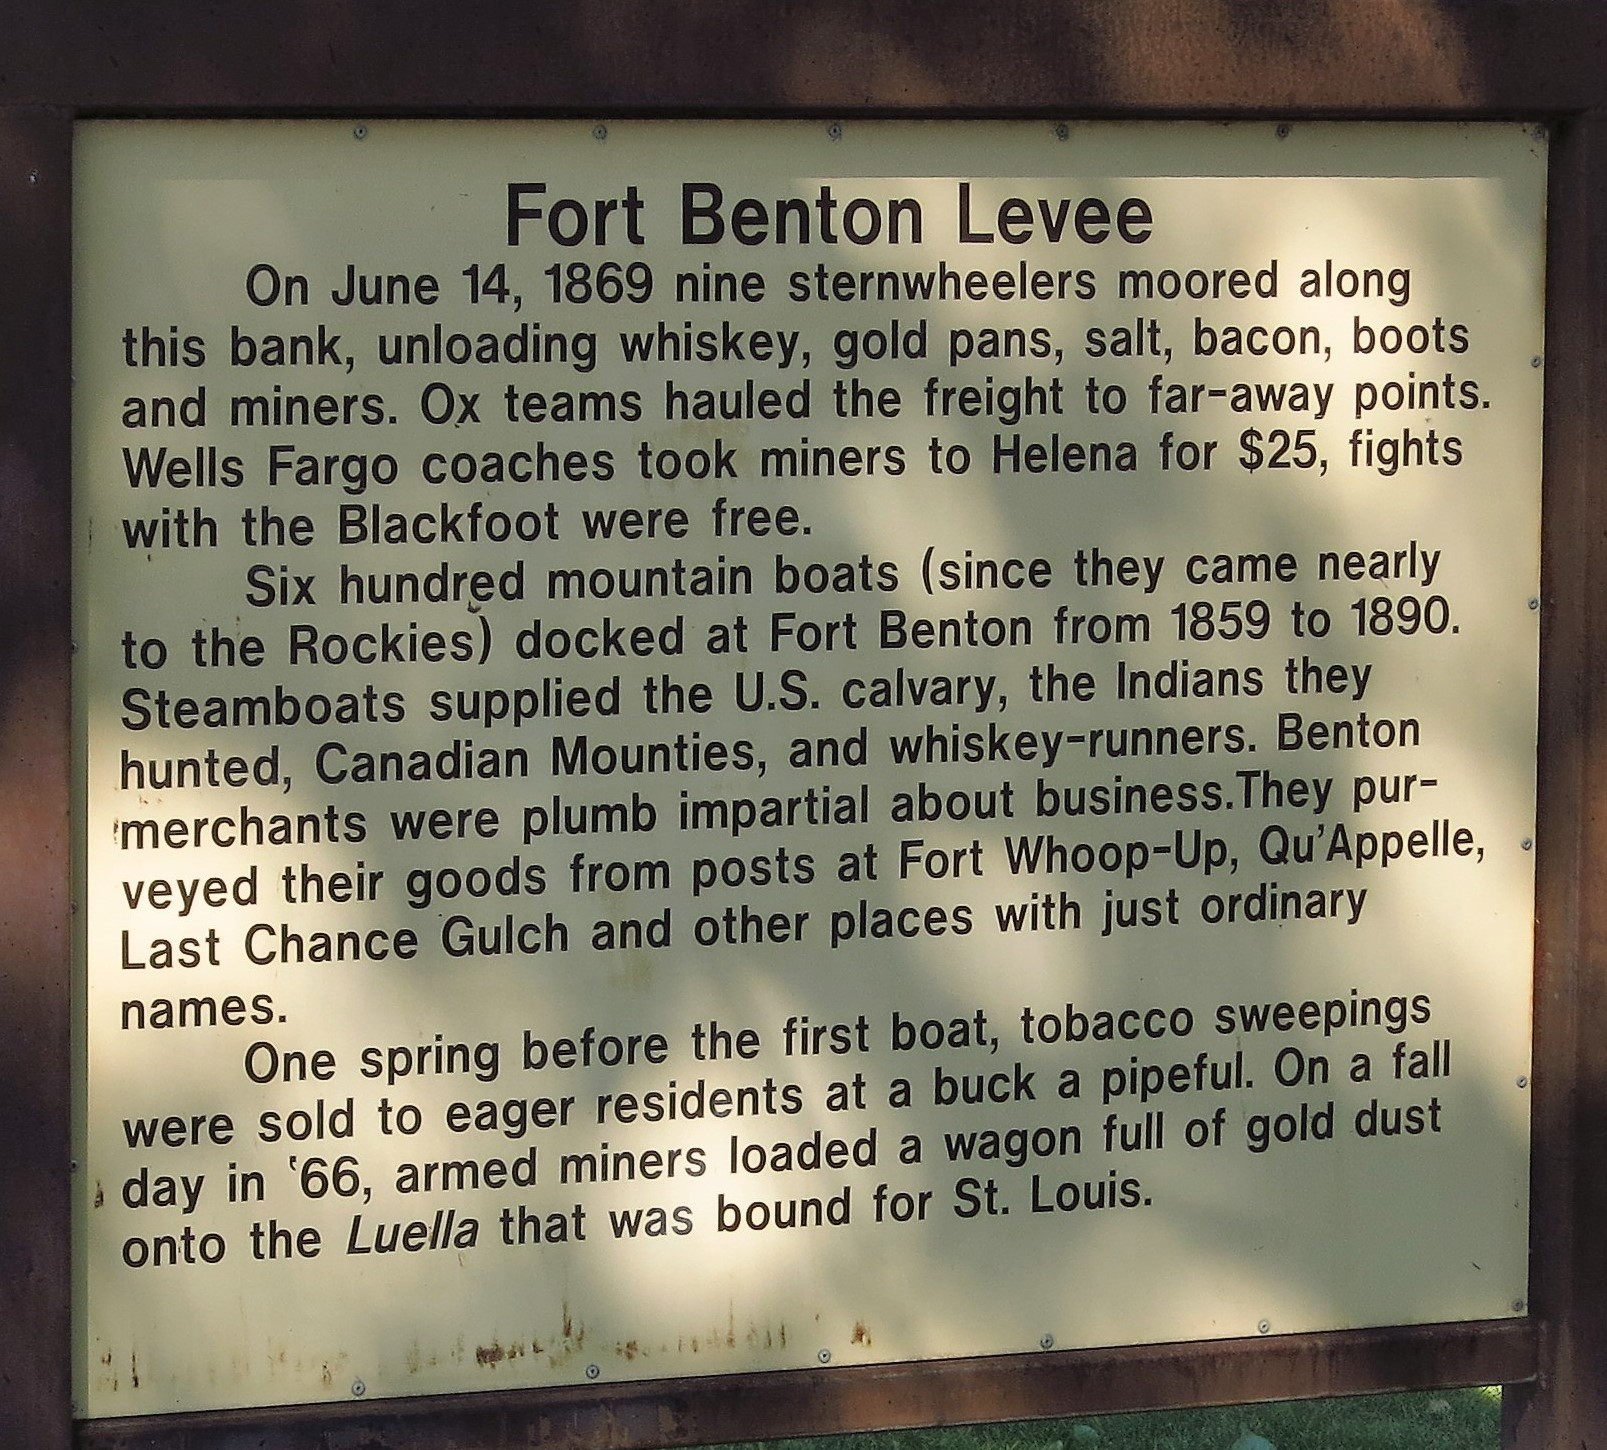 Fort Benton Levee
On June 14, 1869 nine sternwheelers moored along
this bank, unloading whiskey, gold pans, salt, bacon, boots
and miners. Ox teams hauled the freight to far-away points.
Wells Fargo coaches took miners to Helena for $25, fights
with the Blackfoot were free.
Six hundred mountain boats (since they came nearly
to the Rockies) docked at Fort Benton from 1859 to 1890.
Steamboats supplied the U.S. calvary, the Indians they
hunted, Canadian Mounties, and whiskey-runners. Benton
merchants were plumb impartial about business.They pur-
veyed their goods from posts at Fort Whoop-Up, Qu'Appelle,
Last Chance Gulch and other places with just ordinary
names.
One spring before the first boat, tobacco sweepings
were sold to eager residents at a buck a pipeful. On a fall
day in ‘66, armed miners loaded a wagon full of gold dust
onto the Luella that was bound for St. Louis.